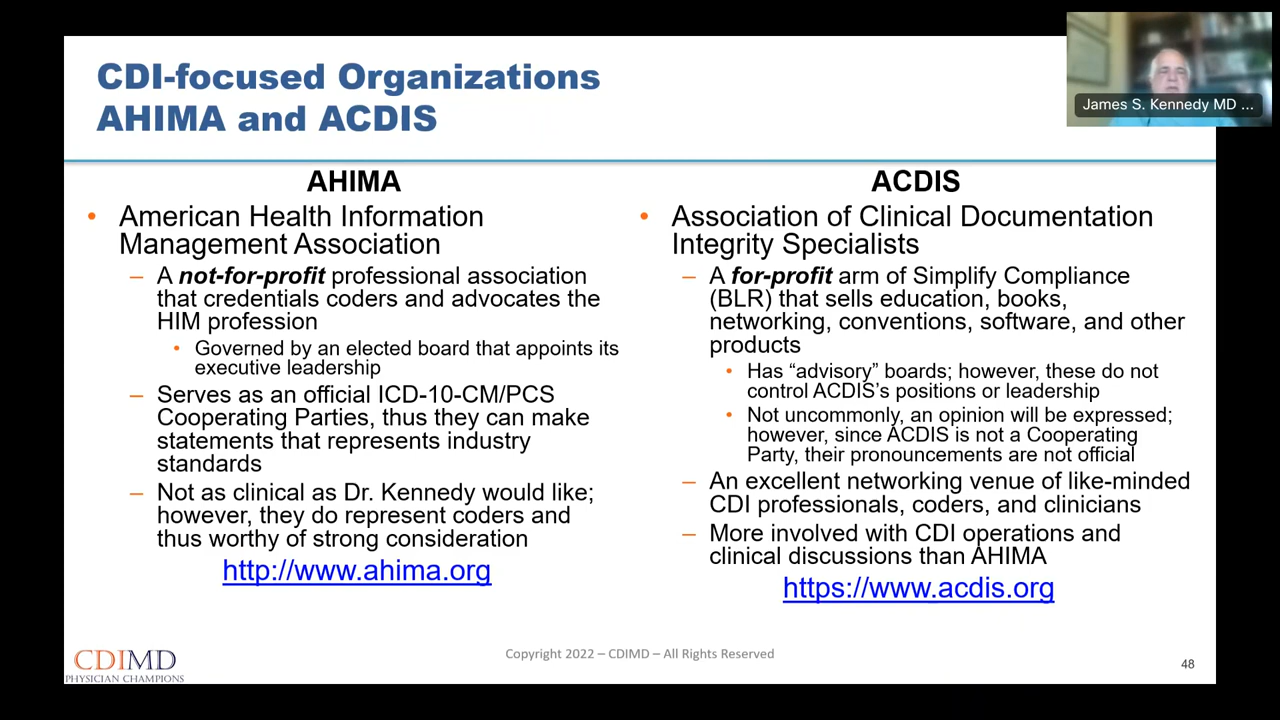 CDI-focused Organizations
AHIMA and ACDIS
James S. Kennedy MD ...
AHIMA
• American Health Information
Management Association
– A not-for-profit professional association
that credentials coders and advocates the
HIM profession
• Governed by an elected board that appoints its
executive leadership
– Serves as an official ICD-10-CM/PCS
Cooperating Parties, thus they can make
statements that represents industry
standards
– Not as clinical as Dr. Kennedy would like;
however, they do represent coders and
thus worthy of strong consideration
http://www.ahima.org
ACDIS
• Association of Clinical Documentation
Integrity Specialists
– A for-profit arm of Simplify Compliance
(BLR) that sells education, books,
networking, conventions, software, and other
products
• Has “advisory” boards; however, these do not
control ACDIS’s positions or leadership
• Not uncommonly, an opinion will be expressed;
however, since ACDIS is not a Cooperating
Party, their pronouncements are not official
– An excellent networking venue of like-minded
CDI professionals, coders, and clinicians
– More involved with CDI operations and
clinical discussions than AHIMA
https://www.acdis.org
CDIMD
PHYSICIAN CHAMPIONS
Copyright 2022 – CDIMD – All Rights Reserved
48